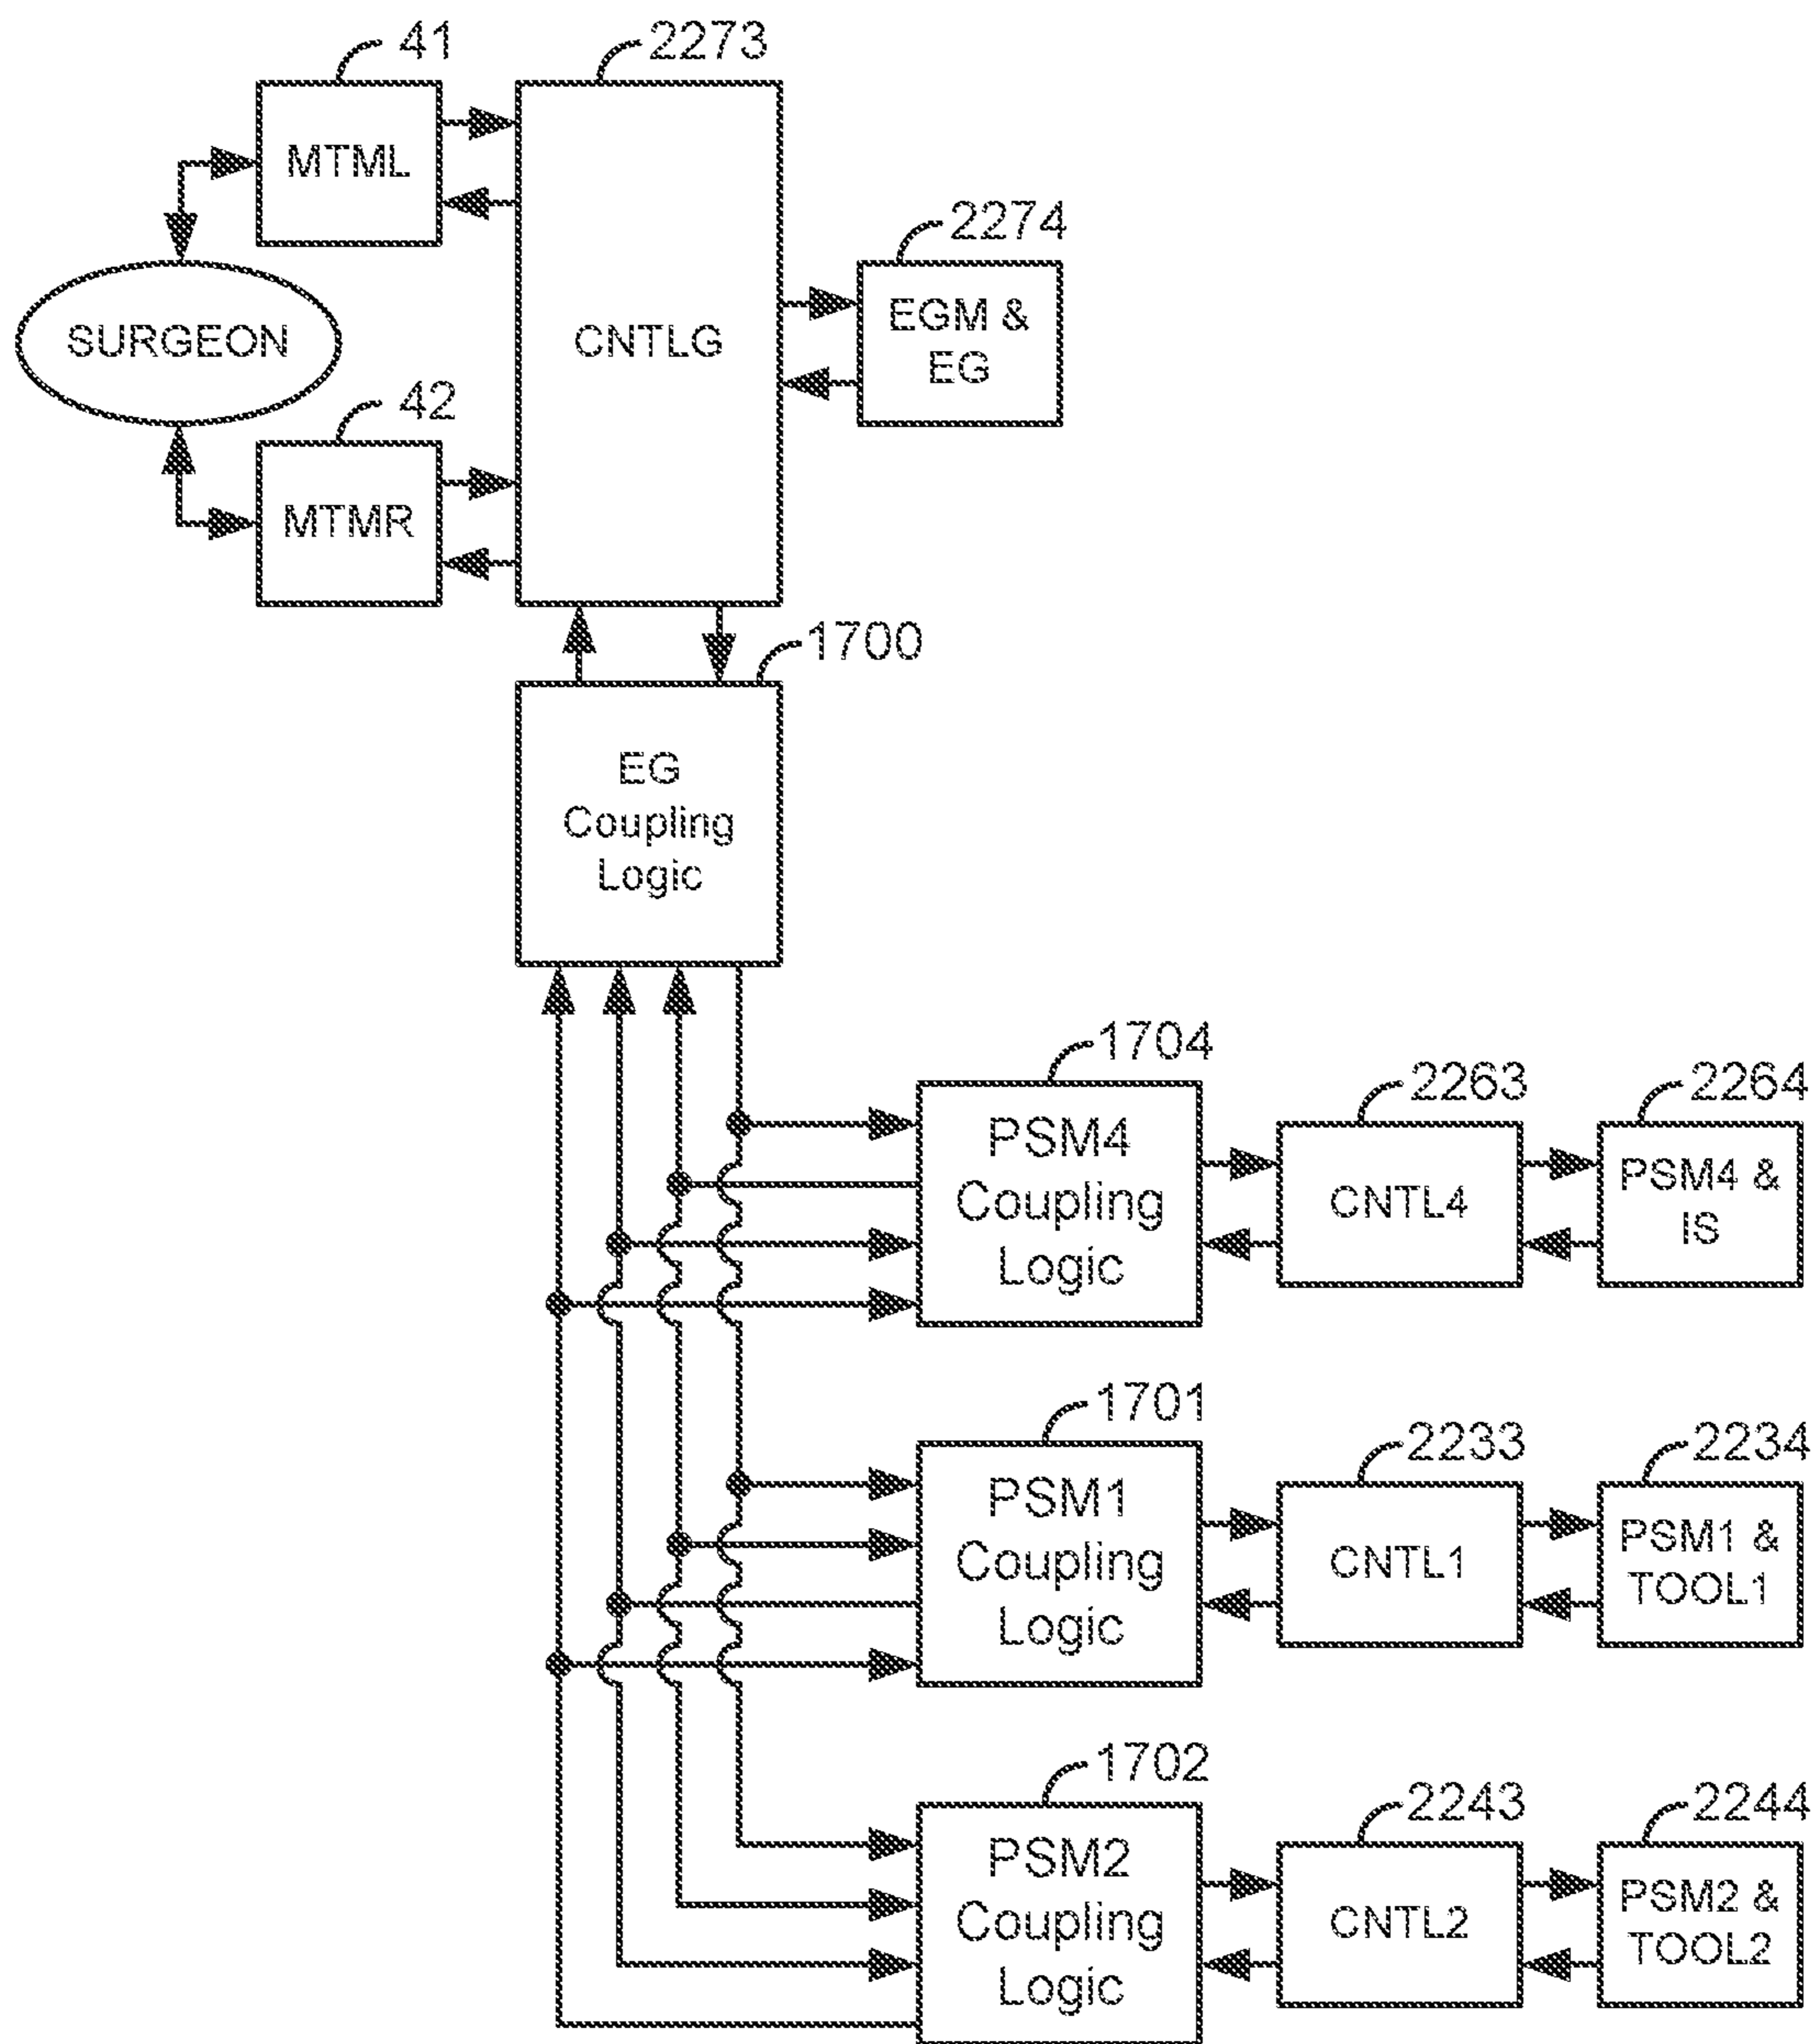 41
2273
MTML
2274
EGM &
EG
SURGEON
CNTLG
42
MTMR
1700
EG
Coupling
Logic
1704
2263
2264
PSM4
Coupling
Logic
CNTL4
PSM4 &
IS
1701
2233
2234
PSM1
Coupling
Logic
CNTL1
PSM1 &
TOOL1
1702
2243
2244
PSM2
Coupling
Logic
CNTL2
PSM2 &
TOOL2